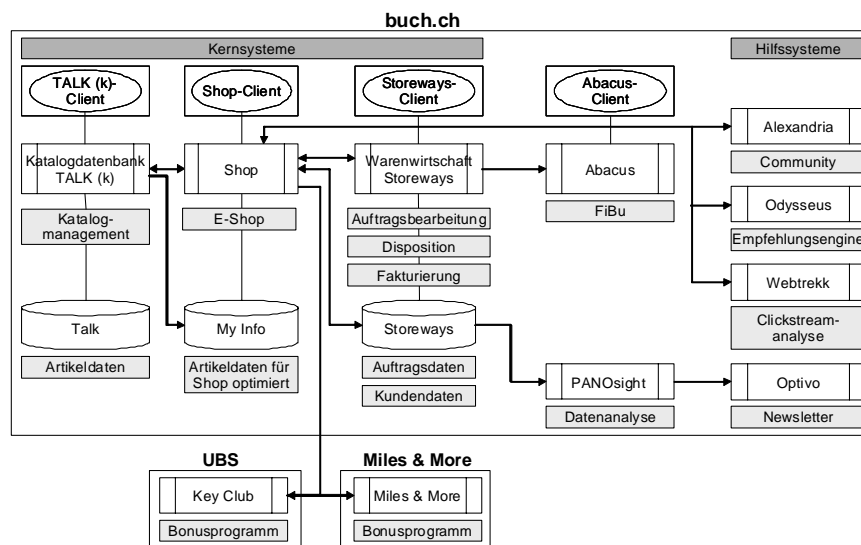 buch.ch
Kernsysteme
Hilfssysteme
TALK (k)-
Client
Shop-Client
Storeways-
Client
Abacus-
Client
Katalogdatenbank
TALK (k)
Shop
Warenwirtschaft
Storeways
Abacus
Alexandria
Community
Katalog-
management
E-Shop
Auftragsbearbeitung
FiBu
Odysseus
Disposition
Empfehlungsengine
Fakturierung
Webtrekk
Talk
My Info
Storeways
Clickstream-
analyse
Artikeldaten
Artikeldaten für
Shop optimiert
Auftragsdaten
Kundendaten
PANOsight
Optivo
Datenanalyse
Newsletter
UBS
Miles & More
Key Club
Miles & More
Bonusprogramm
Bonusprogramm